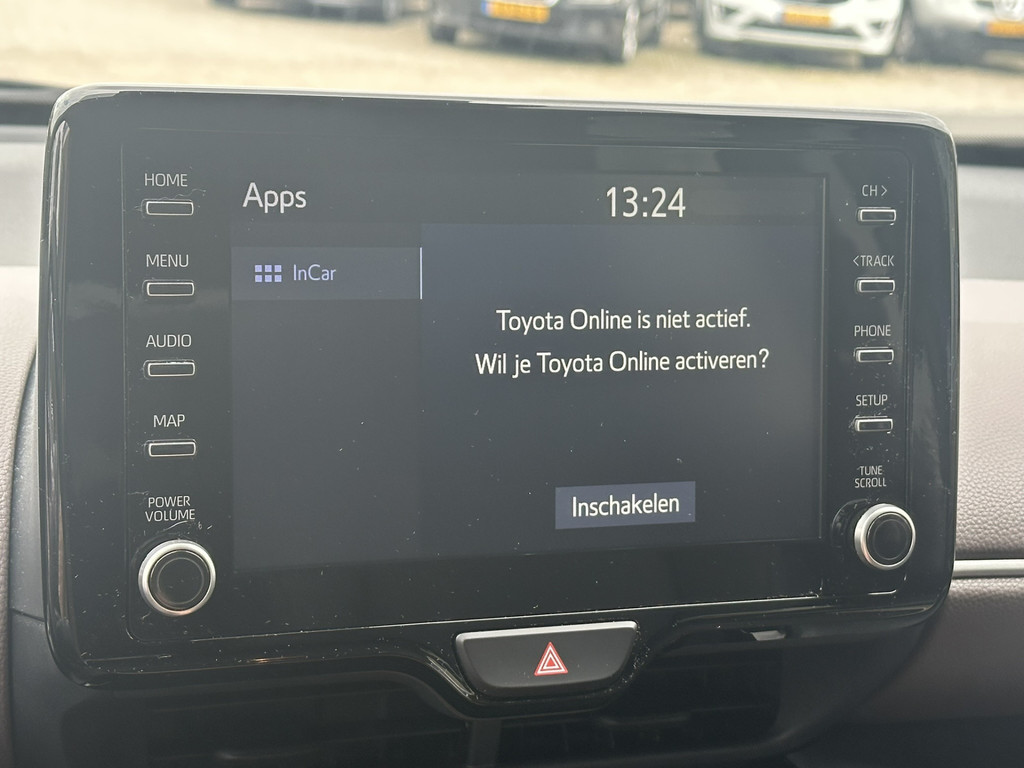 HOME
MENU
AUDIO
MAP
POWER
VOLUME
Apps
13:24
InCar
Toyota Online is niet actief.
Wil je Toyota Online activeren?
Inschakelen
CH >
< TRACK
PHONE
SETUP
TUNE
SCROLL